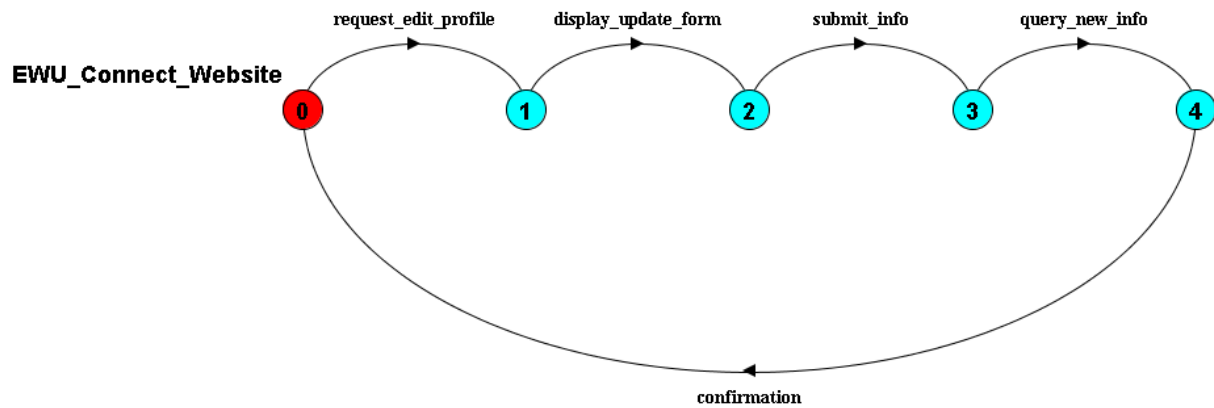 request_edit_profile
display_update_form
submit_info
query_new_info
EWU_Connect_Website
0
1
2
3
4
confirmation